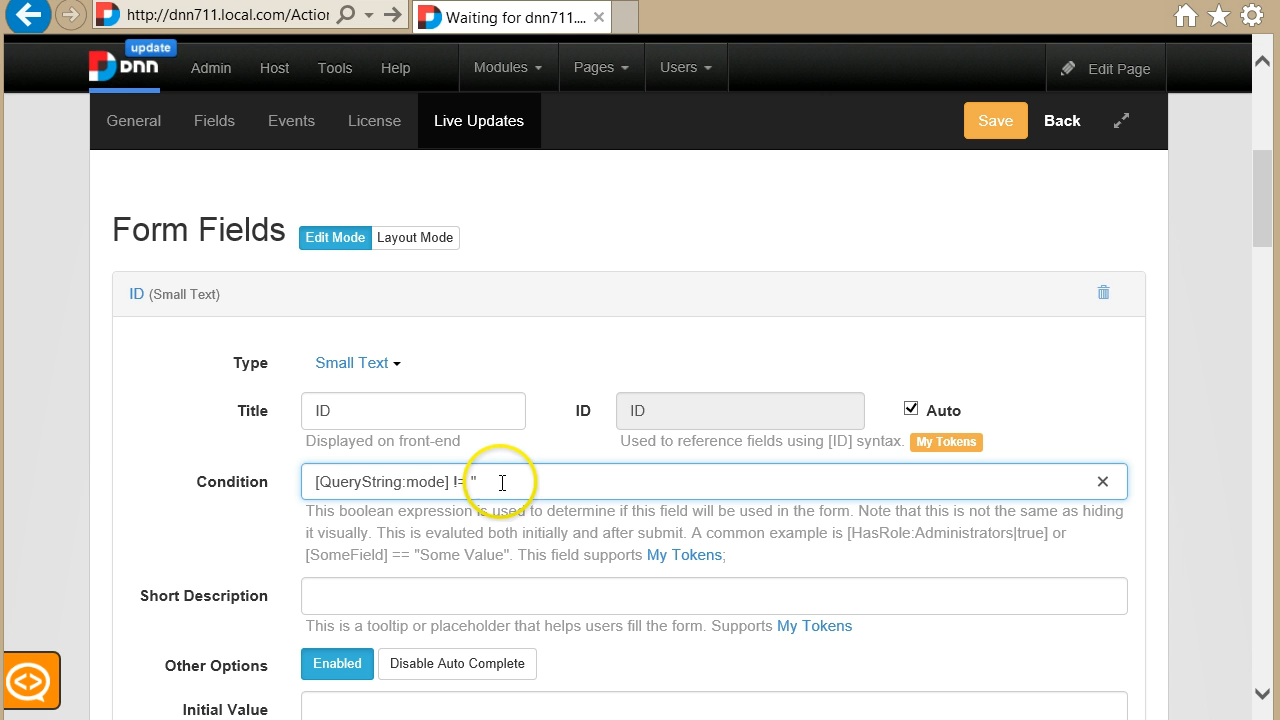 http://dnn711.local.com/Action
Waiting for dnn711....
update
DNN
Admin
Host
Tools
Help
Modules
Pages
Users
Edit Page
General
Fields
Events
License
Live Updates
Save
Back
Form Fields
Edit Mode
Layout Mode
ID (Small Text)
Type
Small Text
Title
ID
ID
ID
Auto
Displayed on front-end
Used to reference fields using [ID] syntax. My Tokens
Condition
[QueryString:mode] != "
This boolean expression is used to determine if this field will be used in the form. Note that this is not the same as hiding
it visually. This is evaluted both initially and after submit. A common example is [HasRole:Administrators|true] or
[SomeField] == "Some Value". This field supports My Tokens;
Short Description
This is a tooltip or placeholder that helps users fill the form. Supports My Tokens
Other Options
Enabled
Disable Auto Complete
Initial Value